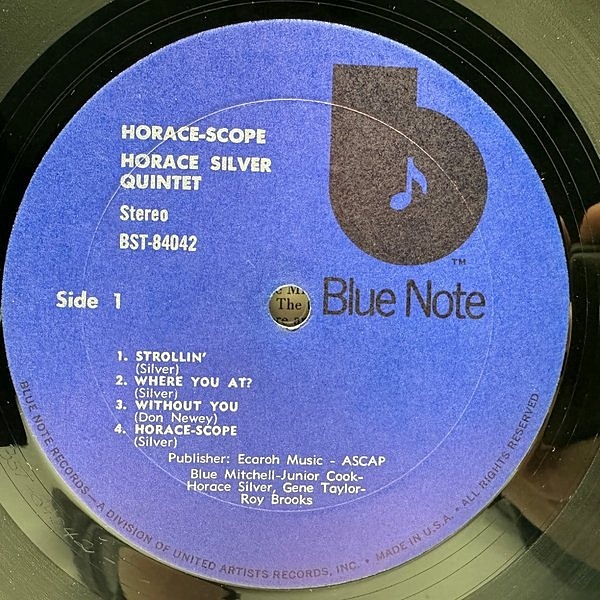 HORACE-SCOPE
HORACE SILVER
QUINTET
Stereo
BST-84042
Side 1
TM
Blue Note
The
1. STROLLIN'
(Silver)
2. WHERE YOU AT?
(Silver)
3. WITHOUT YOU
(Don Newey)
4. HORACE-SCOPE
(Silver)
Publisher: Ecaroh Music - ASCAP
Blue Mitchell-Junior Cook-
Horace Silver, Gene Taylor-
Roy Brooks
BLUE NOTE RECORDS—A DIVISION OF UNITED ARTISTS RECORDS, INC. • MADE IN U.S.A. • ALL RIGHTS RESERVED